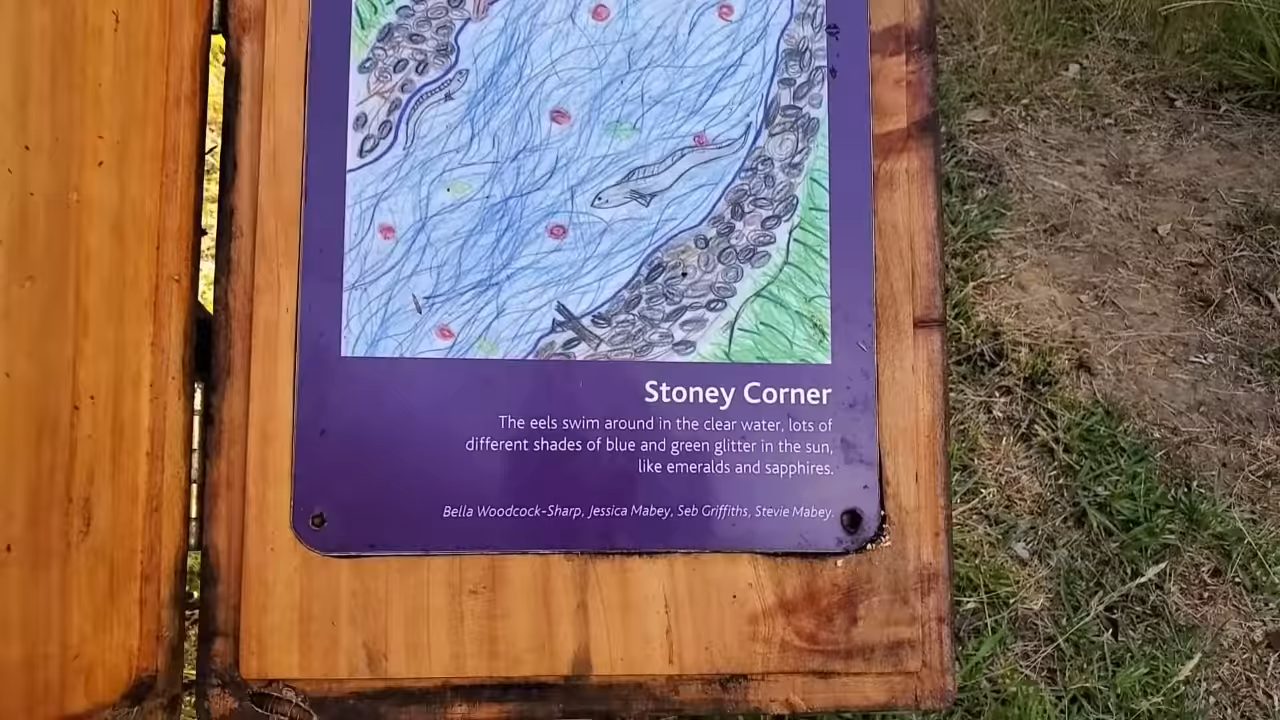 Stoney Corner
The eels swim around in the clear water, lots of
different shades of blue and green glitter in the sun,
like emeralds and sapphires.
Bella Woodcock-Sharp, Jessica Mabey, Seb Griffiths, Stevie Mabey.